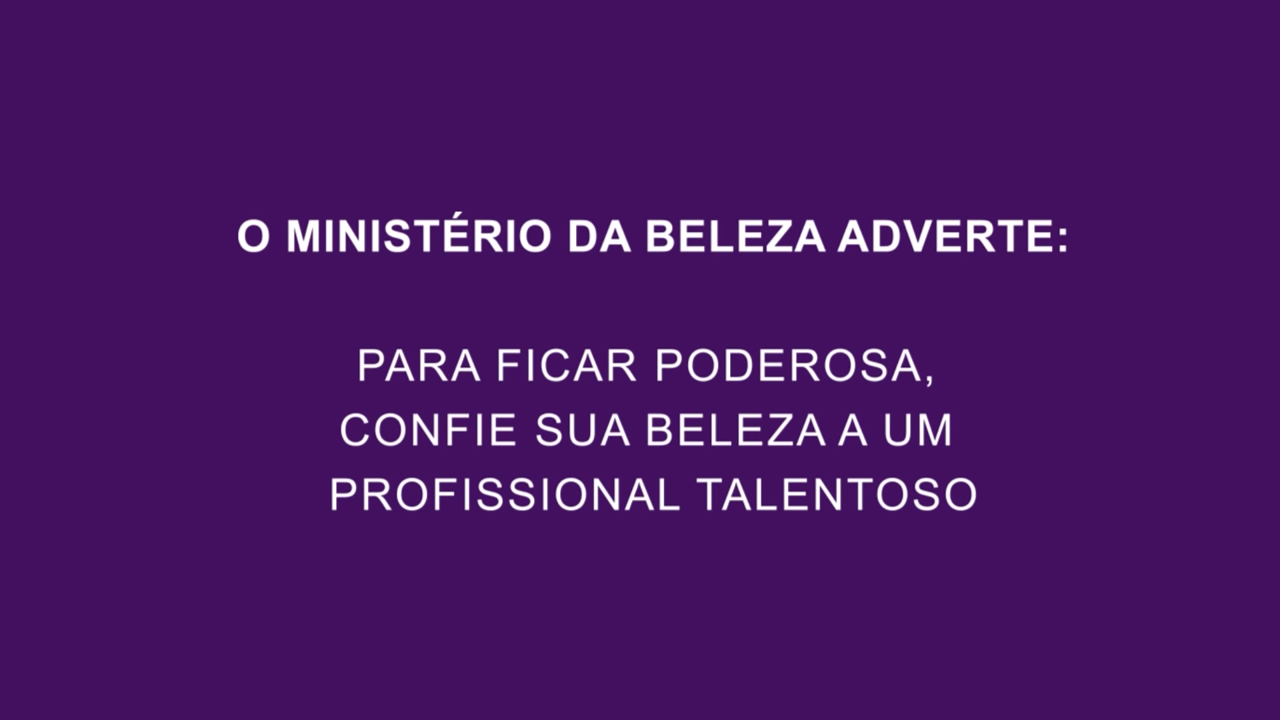 O MINISTÉRIO DA BELEZA ADVERTE:
PARA FICAR PODEROSA,
CONFIE SUA BELEZA A UM
PROFISSIONAL TALENTOSO